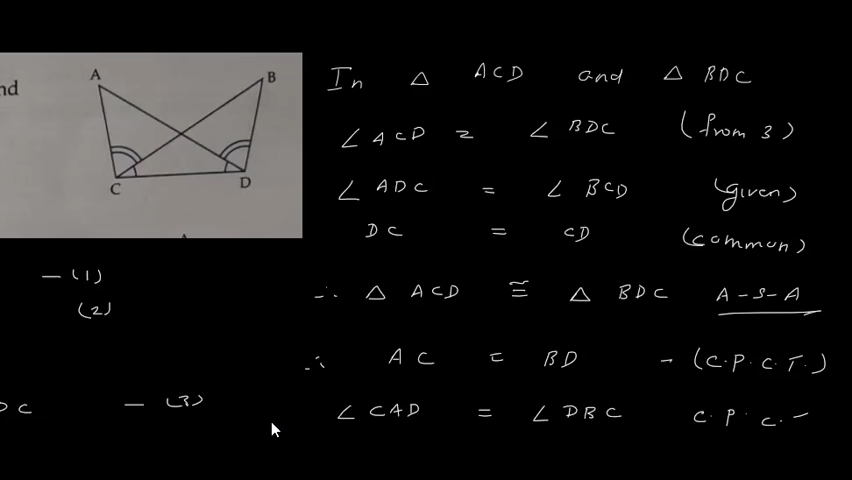 nd
A
B
C
D
In △ ACD and △ BDC
∠ ACD = ∠ BDC (from 3)
∠ ADC = ∠ BCD (given)
DC = CD (common)
∴ △ ACD ≅ △ BDC A-S-A
∴ AC = BD - (C.P.C.T.)
∠ CAD = ∠ DBC C.P.C.-
— (1)
(2)
DC — (3)